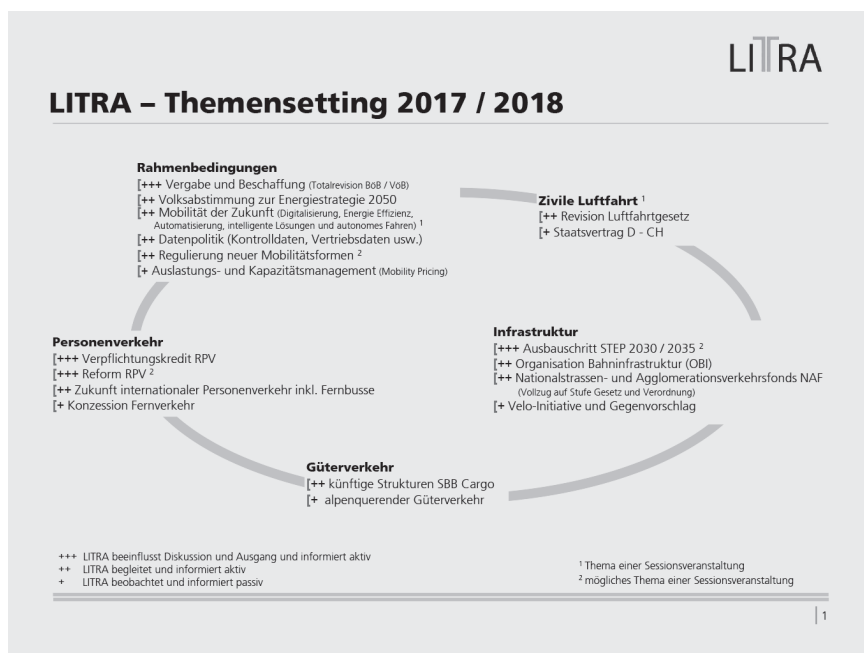 LITRA
LITRA – Themensetting 2017 / 2018
Rahmenbedingungen
[+++ Vergabe und Beschaffung (Totalrevision BöB / VöB)
[++ Volksabstimmung zur Energiestrategie 2050
[++ Mobilität der Zukunft (Digitalisierung, Energie Effizienz,
Automatisierung, intelligente Lösungen und autonomes Fahren) ¹
[++ Datenpolitik (Kontrolldaten, Vertriebsdaten usw.)
[++ Regulierung neuer Mobilitätsformen ²
[+ Auslastungs- und Kapazitätsmanagement (Mobility Pricing)
Zivile Luftfahrt ¹
[++ Revision Luftfahrtgesetz
[+ Staatsvertrag D - CH
Personenverkehr
[+++ Verpflichtungskredit RPV
[+++ Reform RPV ²
[++ Zukunft internationaler Personenverkehr inkl. Fernbusse
[+ Konzession Fernverkehr
Infrastruktur
[+++ Ausbauschritt STEP 2030 / 2035 ²
[++ Organisation Bahninfrastruktur (OBI)
[++ Nationalstrassen- und Agglomerationsverkehrsfonds NAF
(Vollzug auf Stufe Gesetz und Verordnung)
[+ Velo-Initiative und Gegenvorschlag
Güterverkehr
[++ künftige Strukturen SBB Cargo
[+ alpenquerender Güterverkehr
+++ LITRA beeinflusst Diskussion und Ausgang und informiert aktiv
++ LITRA begleitet und informiert aktiv
+ LITRA beobachtet und informiert passiv
¹ Thema einer Sessionsveranstaltung
² mögliches Thema einer Sessionsveranstaltung
1